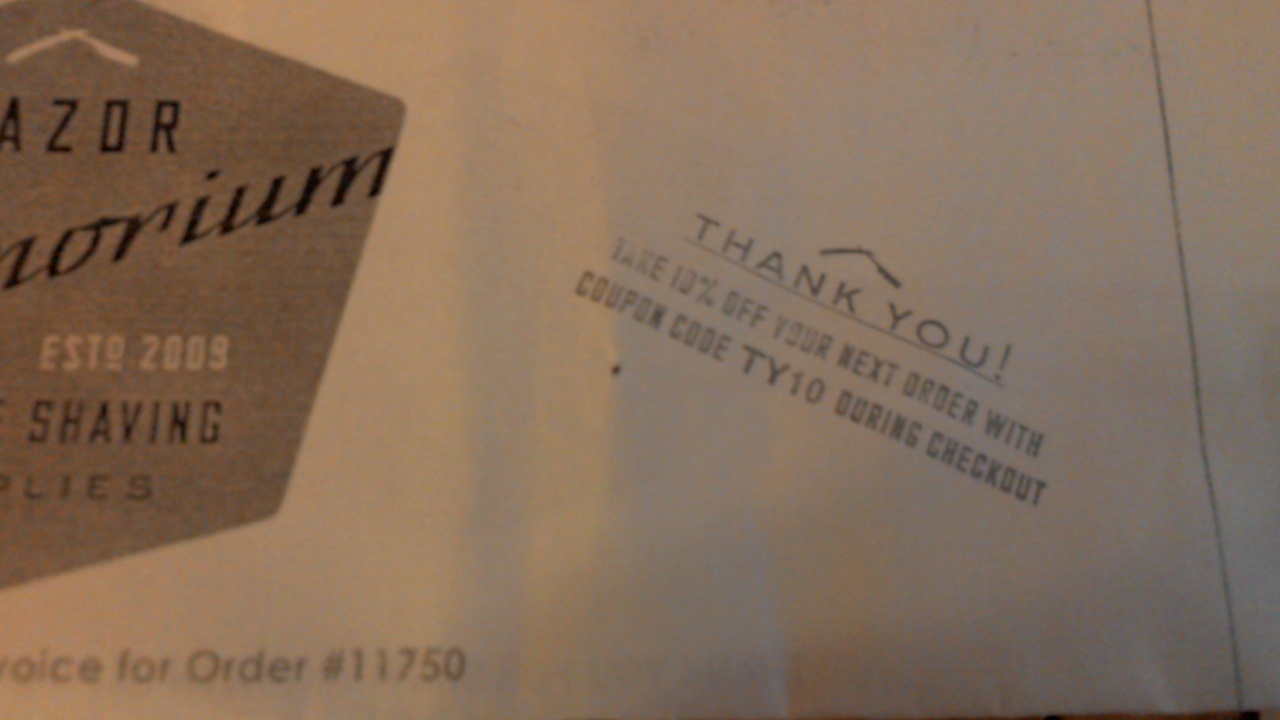 AZOR
norium
ESTD 2009
E SHAVING
PLIES
THANK YOU!
TAKE 10% OFF YOUR NEXT ORDER WITH
COUPON CODE TY10 DURING CHECKOUT
voice for Order #11750